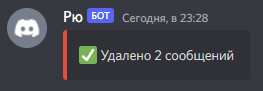 Рю БОТ Сегодня, в 23:28
✅ Удалено 2 сообщений